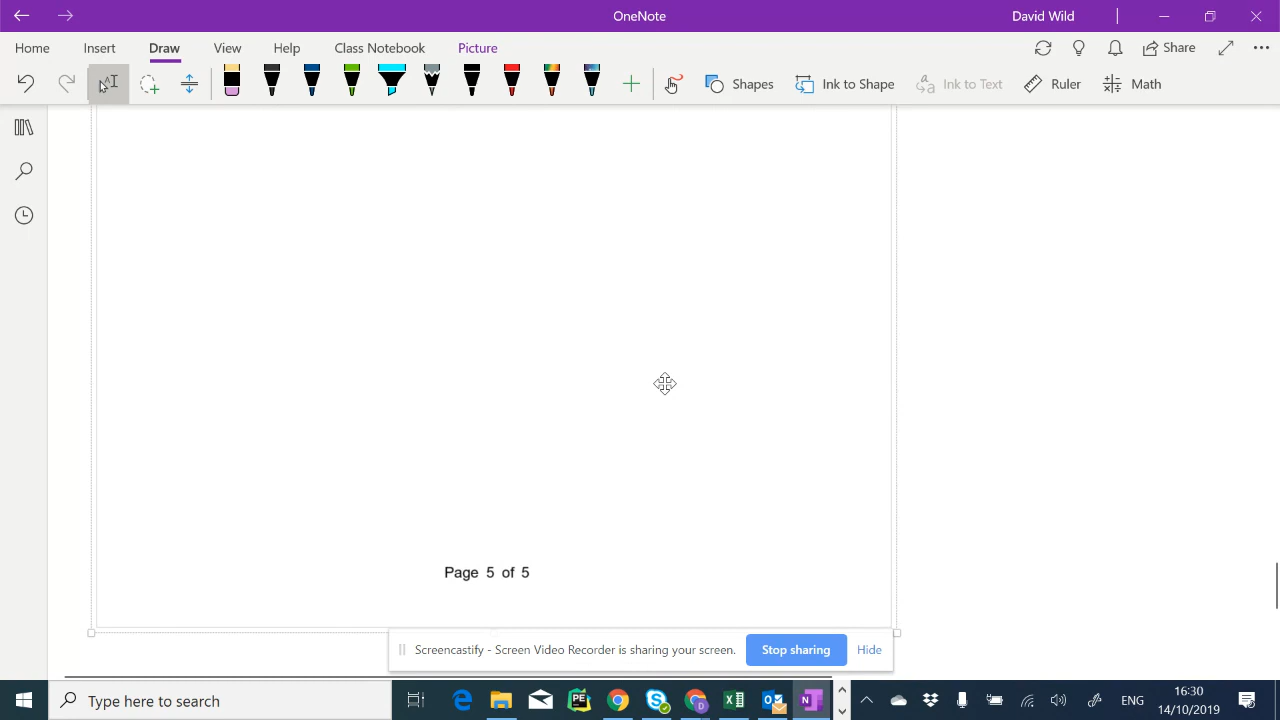 OneNote
David Wild
Home Insert Draw View Help Class Notebook Picture
Share
Shapes Ink to Shape Ink to Text Ruler Math
Page 5 of 5
Screencastify - Screen Video Recorder is sharing your screen. Stop sharing Hide
Type here to search
ENG
16:30
14/10/2019